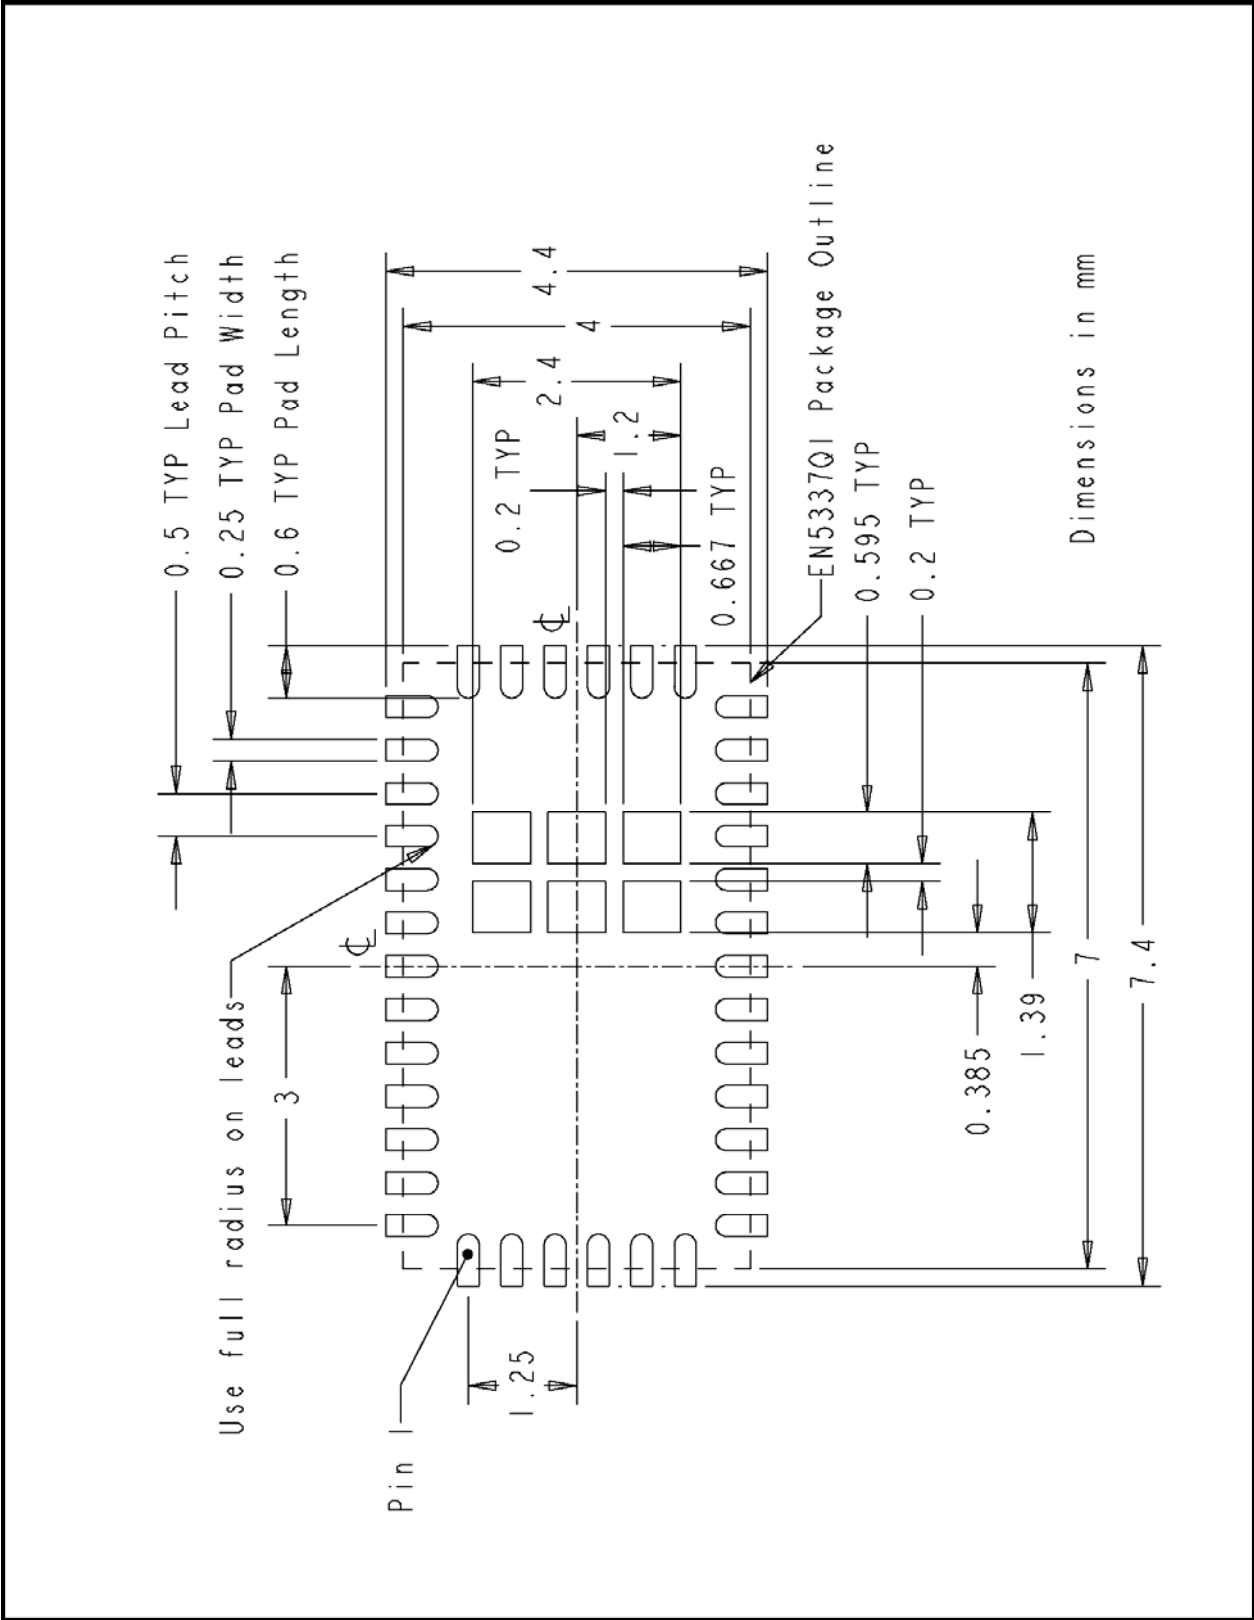 0.5 TYP Lead Pitch
0.25 TYP Pad Width
0.6 TYP Pad Length
Use full radius on leads
3
Pin 1
1.25
4.4
4
2.4
1.2
0.2 TYP
0.667 TYP
EN5337QI Package Outline
0.595 TYP
0.2 TYP
0.385
1.39
7
7.4
Dimensions in mm